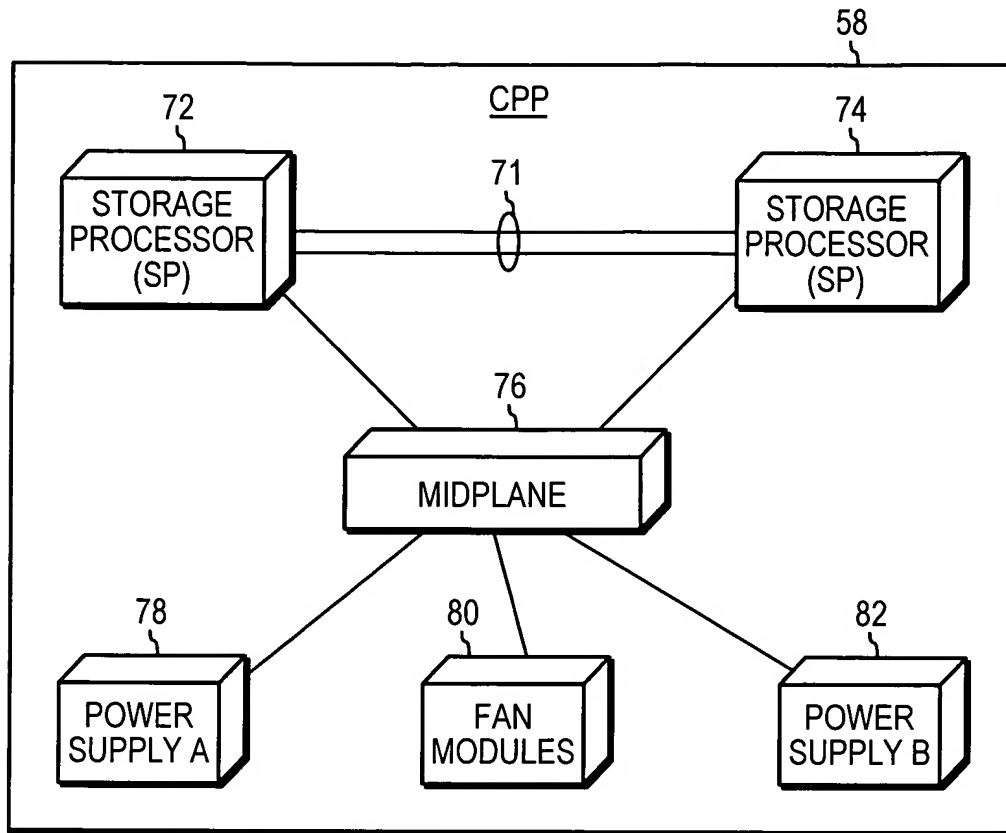 58
CPP
72
74
71
STORAGE
PROCESSOR
(SP)
STORAGE
PROCESSOR
(SP)
76
MIDPLANE
78
80
82
POWER
SUPPLY A
FAN
MODULES
POWER
SUPPLY B